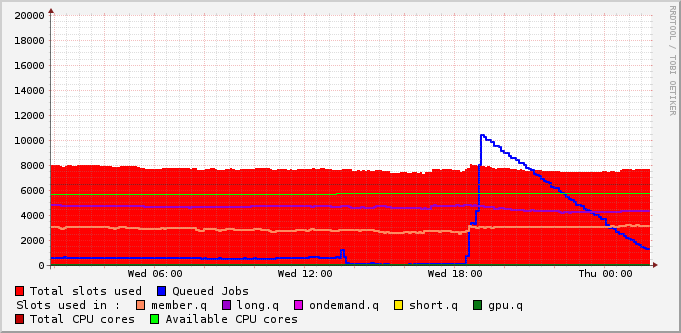 20000
18000
16000
14000
12000
10000
8000
6000
4000
2000
0
Wed 06:00 Wed 12:00 Wed 18:00 Thu 00:00
Total slots used Queued Jobs
Slots used in : member.q long.q ondemand.q short.q gpu.q
Total CPU cores Available CPU cores
RRDTOOL / TOBI OETIKER